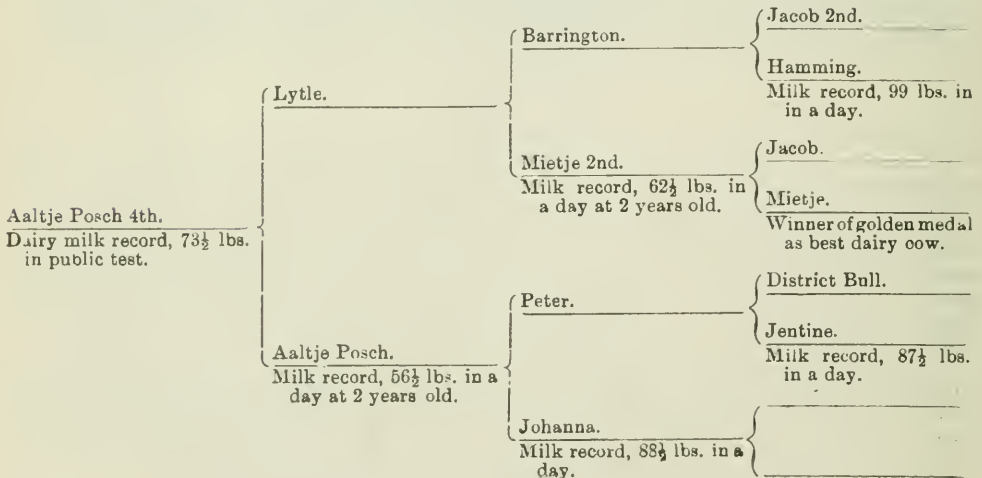 Aaltje Posch 4th.
Dairy milk record, 73½ lbs.
in public test.
Lytle.
Aaltje Posch.
Milk record, 56½ lbs. in a
day at 2 years old.
Barrington.
Mietje 2nd.
Milk record, 62½ lbs. in
a day at 2 years old.
Peter.
Johanna.
Milk record, 88½ lbs. in a
day.
Jacob 2nd.
Hamming.
Milk record, 99 lbs. in
in a day.
Jacob.
Mietje.
Winner of golden medal
as best dairy cow.
District Bull.
Jentine.
Milk record, 87½ lbs.
in a day.